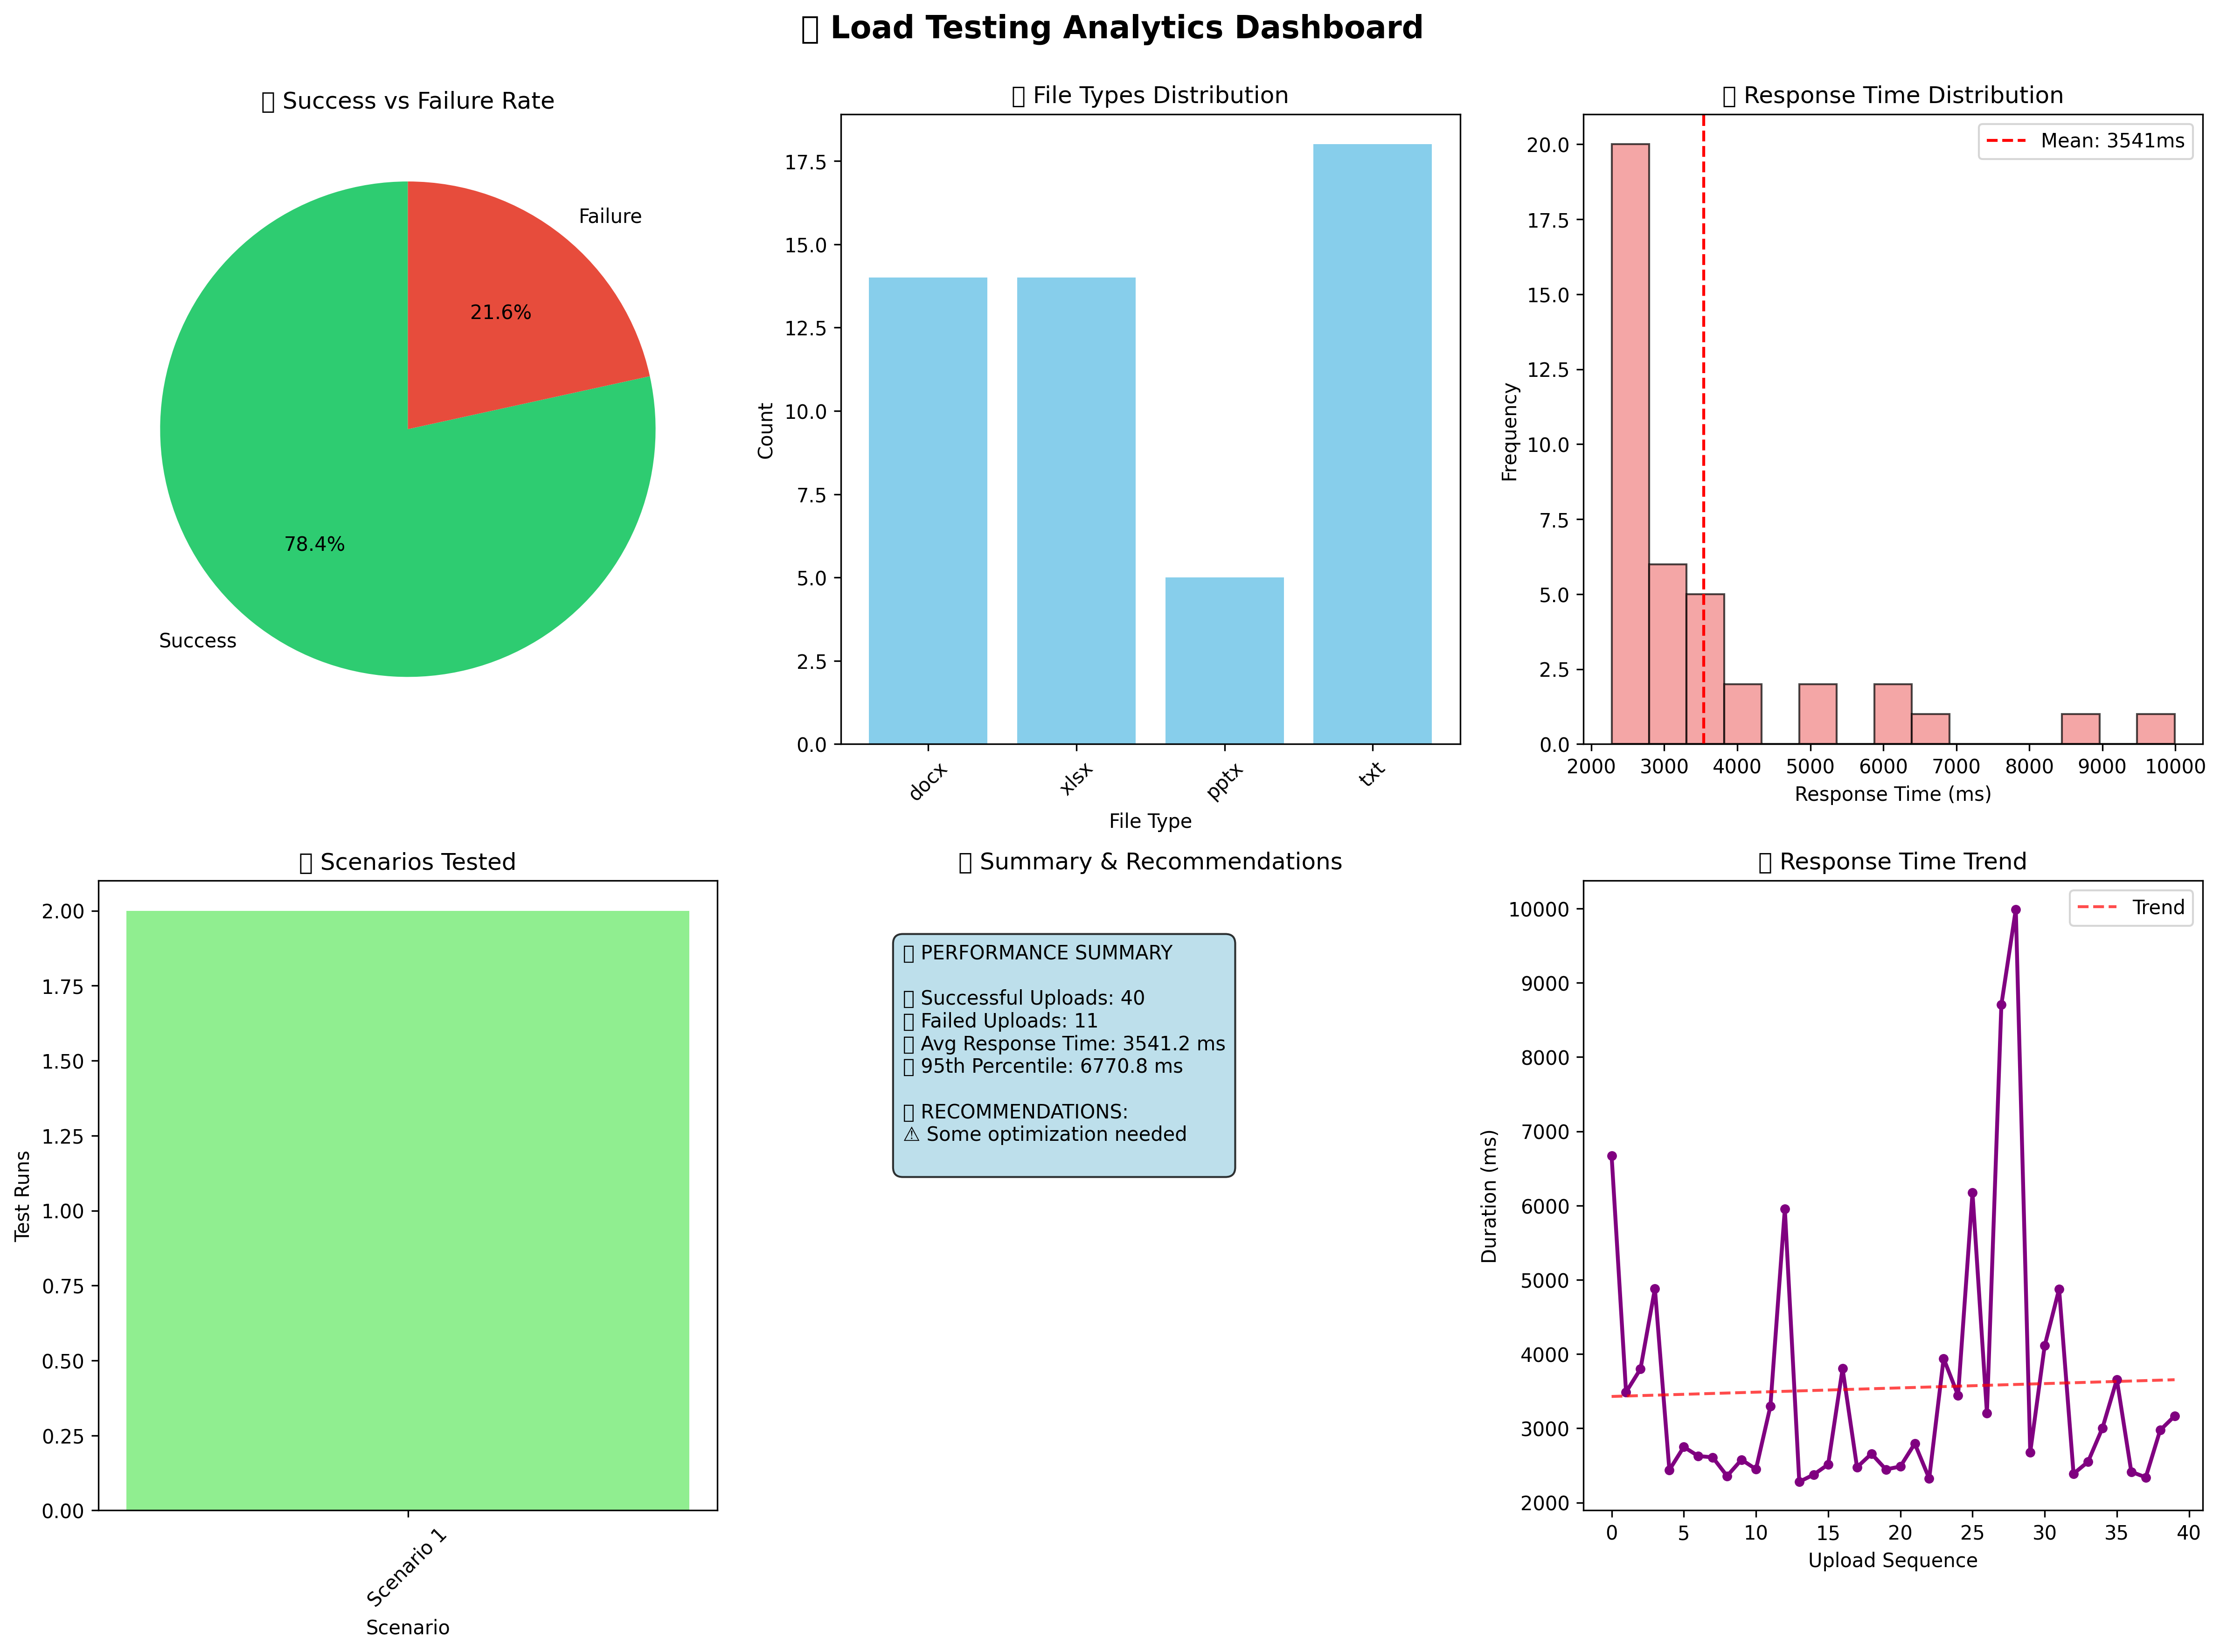 ▯ Load Testing Analytics Dashboard
▯ Success vs Failure Rate
Failure
21.6%
78.4%
Success
▯ File Types Distribution
Count
17.5
15.0
12.5
10.0
7.5
5.0
2.5
0.0
docx
xlsx
pptx
txt
File Type
▯ Response Time Distribution
Mean: 3541ms
Frequency
20.0
17.5
15.0
12.5
10.0
7.5
5.0
2.5
0.0
2000 3000 4000 5000 6000 7000 8000 9000 10000
Response Time (ms)
▯ Scenarios Tested
Test Runs
2.00
1.75
1.50
1.25
1.00
0.75
0.50
0.25
0.00
Scenario 1
Scenario
▯ Summary & Recommendations
▯ PERFORMANCE SUMMARY
▯ Successful Uploads: 40
▯ Failed Uploads: 11
▯ Avg Response Time: 3541.2 ms
▯ 95th Percentile: 6770.8 ms
▯ RECOMMENDATIONS:
⚠ Some optimization needed
▯ Response Time Trend
Trend
Duration (ms)
10000
9000
8000
7000
6000
5000
4000
3000
2000
0 5 10 15 20 25 30 35 40
Upload Sequence